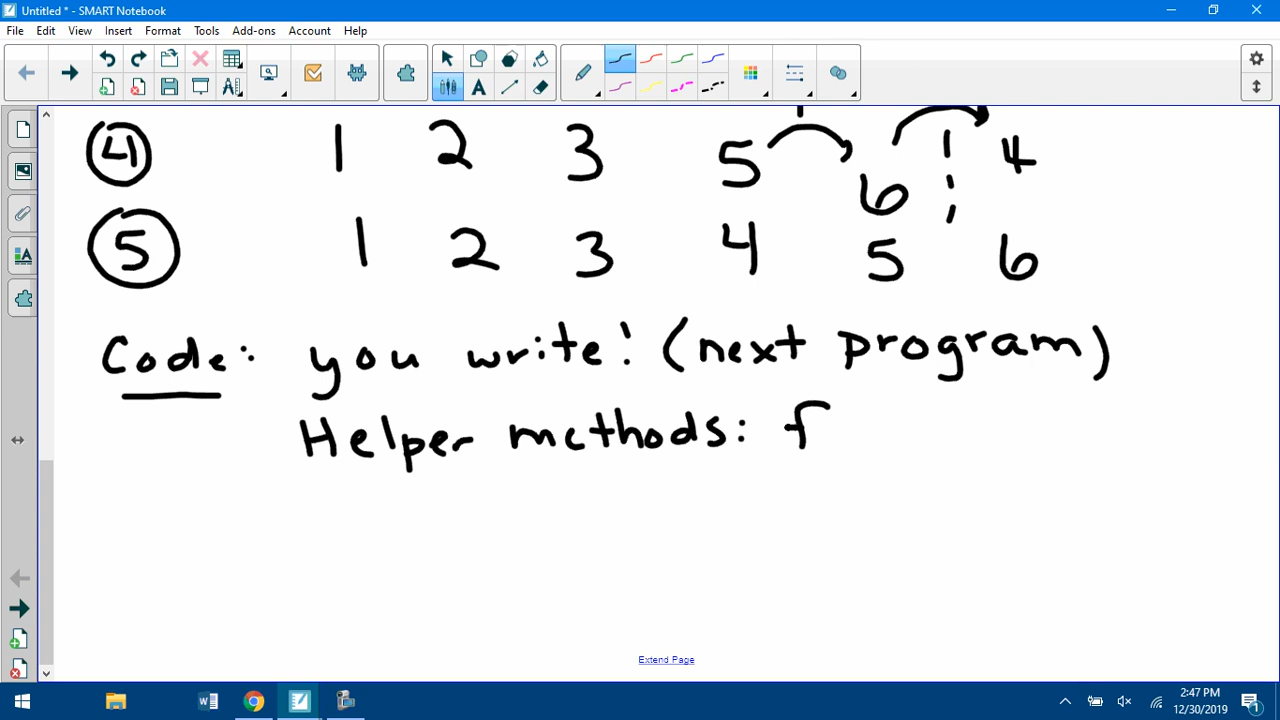 Untitled * - SMART Notebook
File Edit View Insert Format Tools Add-ons Account Help
4 1 2 3 5 6 4
5 1 2 3 4 5 6
Code: you write! (next program)
Helper methods: f
Extend Page
2:47 PM
12/30/2019